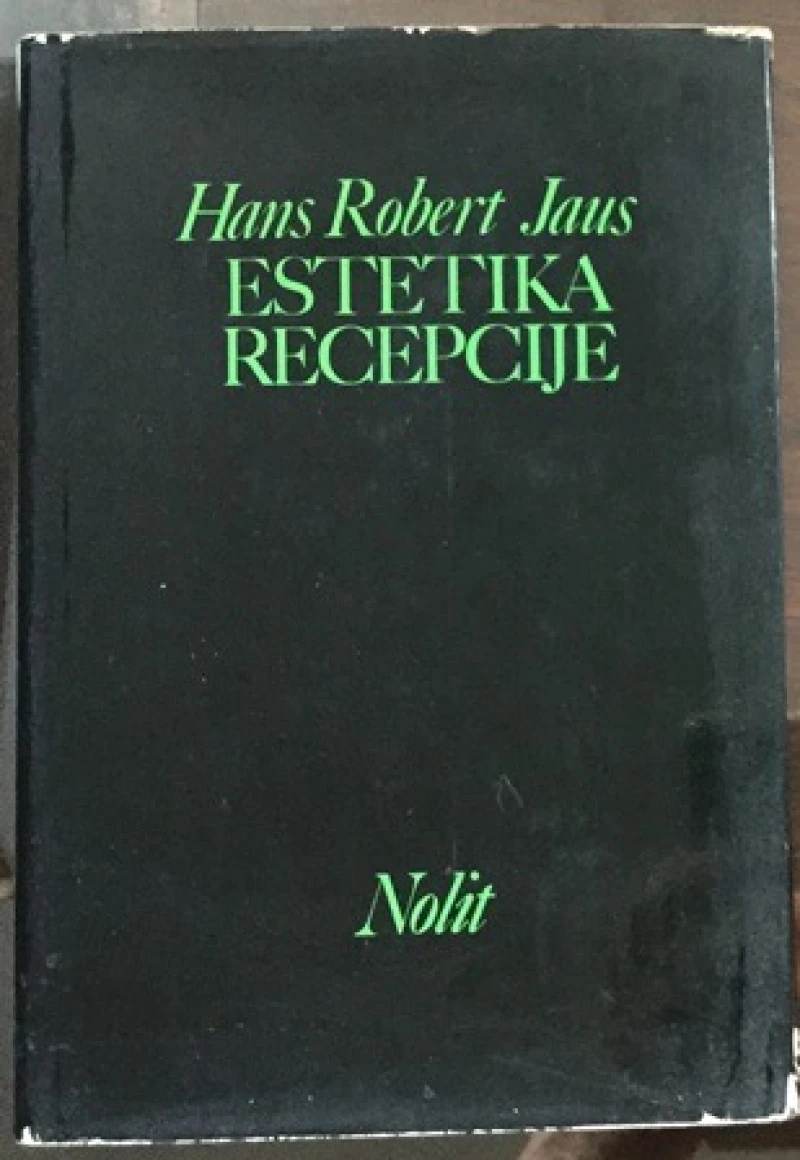 Hans Robert Jaus
ESTETIKA
RECEPCIJE
Nolit